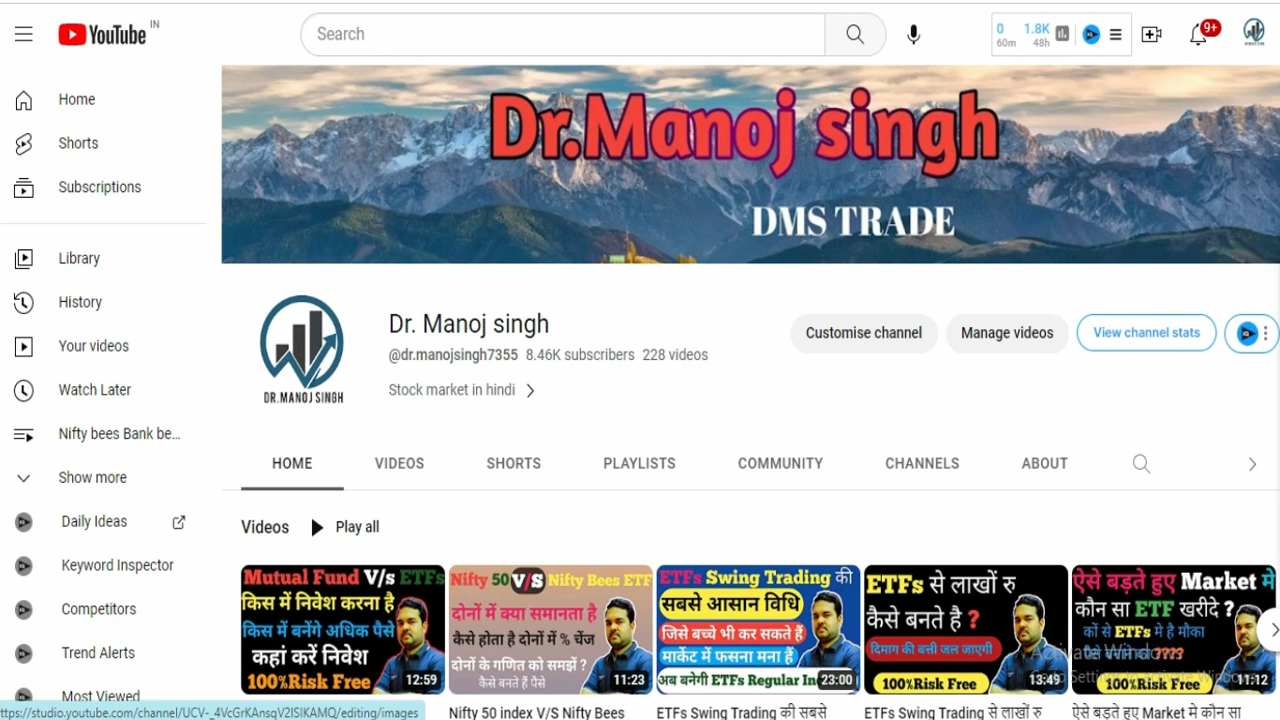 YouTube IN
Search
0 1.8K
60m 48h
9+
Home
Shorts
Subscriptions
Library
History
Your videos
Watch Later
Nifty bees Bank be...
Show more
Daily Ideas
Keyword Inspector
Competitors
Trend Alerts
Most Viewed
Dr.Manoj singh
DMS TRADE
DR.MANOJ SINGH
Dr. Manoj singh
@dr.manojsingh7355 8.46K subscribers 228 videos
Stock market in hindi
Customise channel
Manage videos
View channel stats
HOME VIDEOS SHORTS PLAYLISTS COMMUNITY CHANNELS ABOUT
Videos Play all
Mutual Fund V/s ETFs
किस में निवेश करना है
किस में बनेंगे अधिक पैसे
कहां करें निवेश
100%Risk Free
12:59
Nifty 50 V/S Nifty Bees ETF
दोनों में क्या समानता है
कैसे होता है दोनों में % चेंज
दोनों के गणित को समझें ?
कैसे बनते हैं पैसे
11:23
ETFs Swing Trading की
सबसे आसान विधि
जिसे बच्चे भी कर सकते हैं
मार्केट में फसना मना हैं
अब बनेगी ETFs Regular In
23:00
ETFs से लाखों रु
कैसे बनते है ?
दिमाग की बत्ती जल जाएगी
100%Risk Free
13:49
ऐसे बड़ते हुए Market मे
कौन सा ETF खरीदे ?
कों से ETFs मे है मौका
????
100%Risk Free
11:12
Activate Windows
Nifty 50 index V/S Nifty Bees
ETFs Swing Trading की सबसे
ETFs Swing Trading से लाखों रु
ऐसे बढ़ते हुए Market मे कौन सा
ttps://studio.youtube.com/channel/UCV-_4VcGrKAnsqV2ISIKAMQ/editing/images